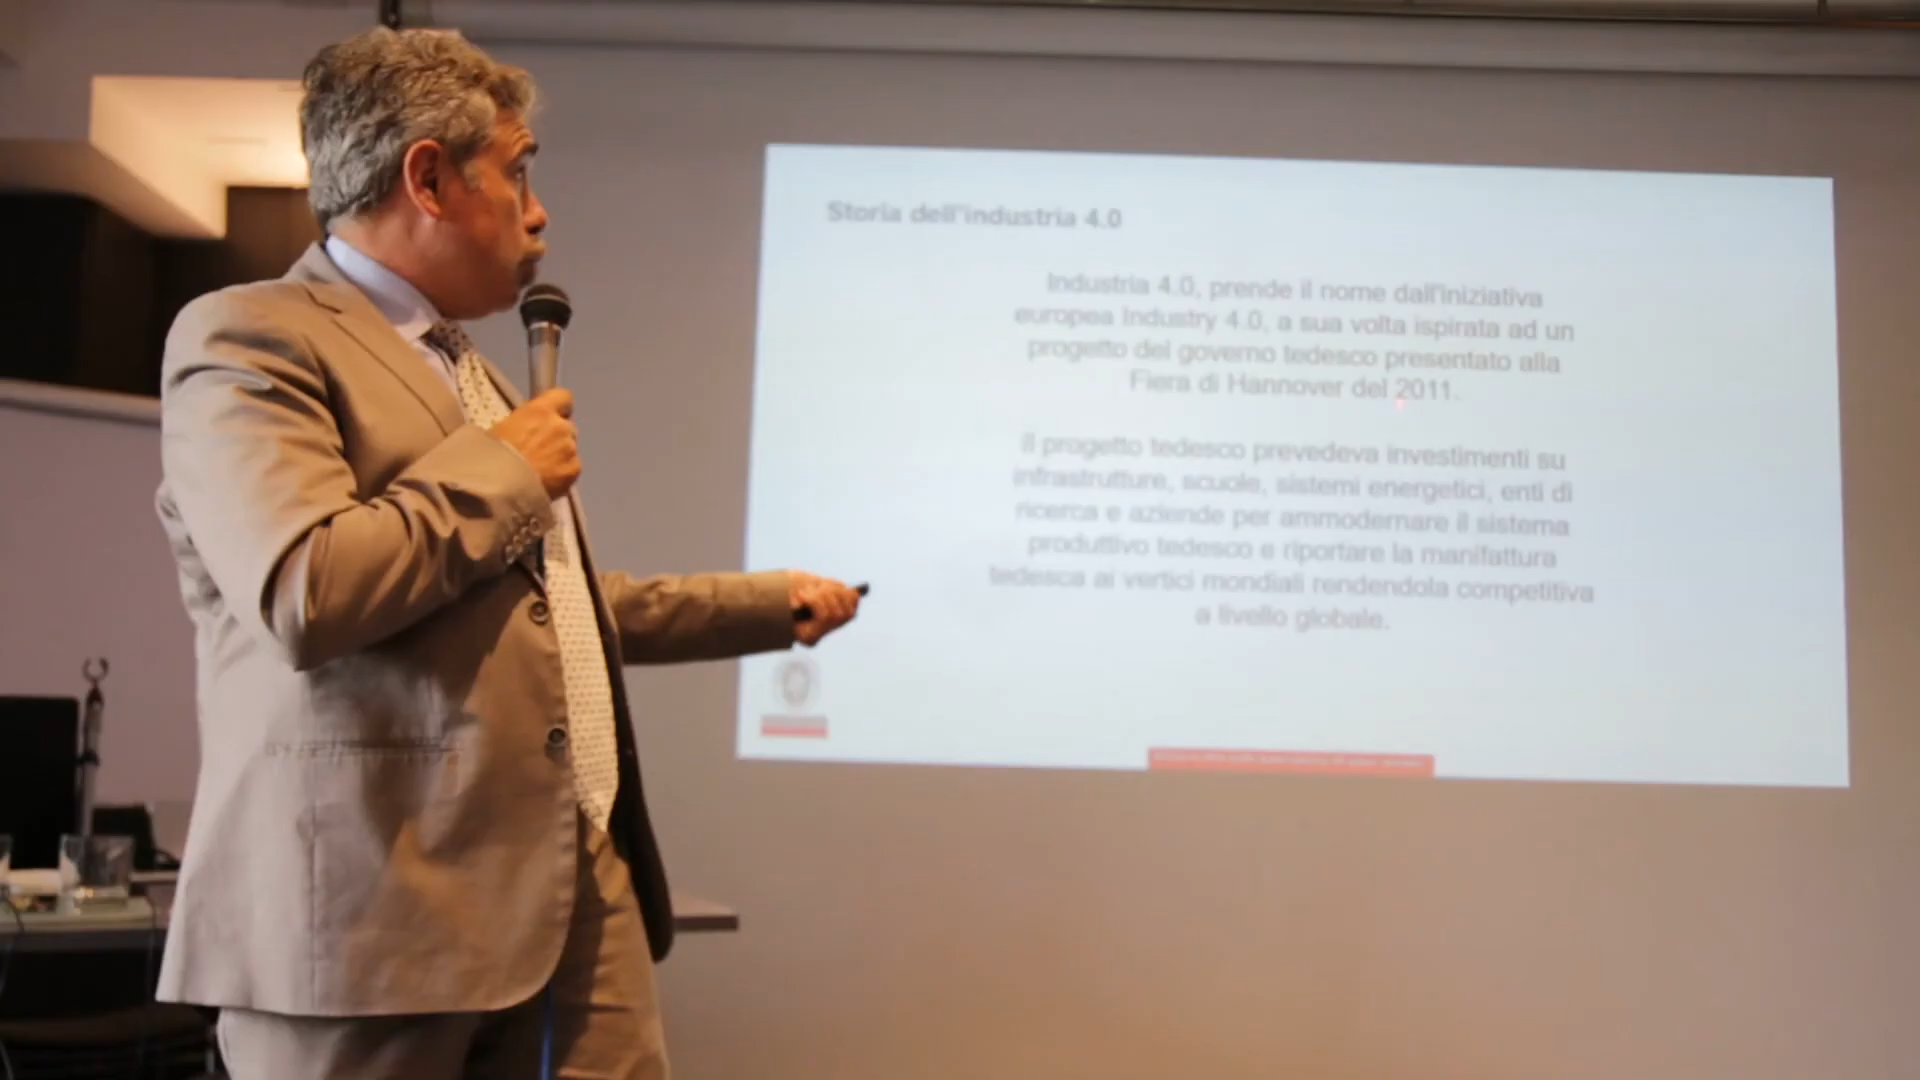 Storia dell'industria 4.0
Industria 4.0, prende il nome dall'iniziativa
europea Industry 4.0, a sua volta ispirata ad un
progetto del governo tedesco presentato alla
Fiera di Hannover del 2011.
Il progetto tedesco prevedeva investimenti su
infrastrutture, scuole, sistemi energetici, enti di
ricerca e aziende per ammodernare il sistema
produttivo tedesco e riportare la manifattura
tedesca ai vertici mondiali rendendola competitiva
a livello globale.